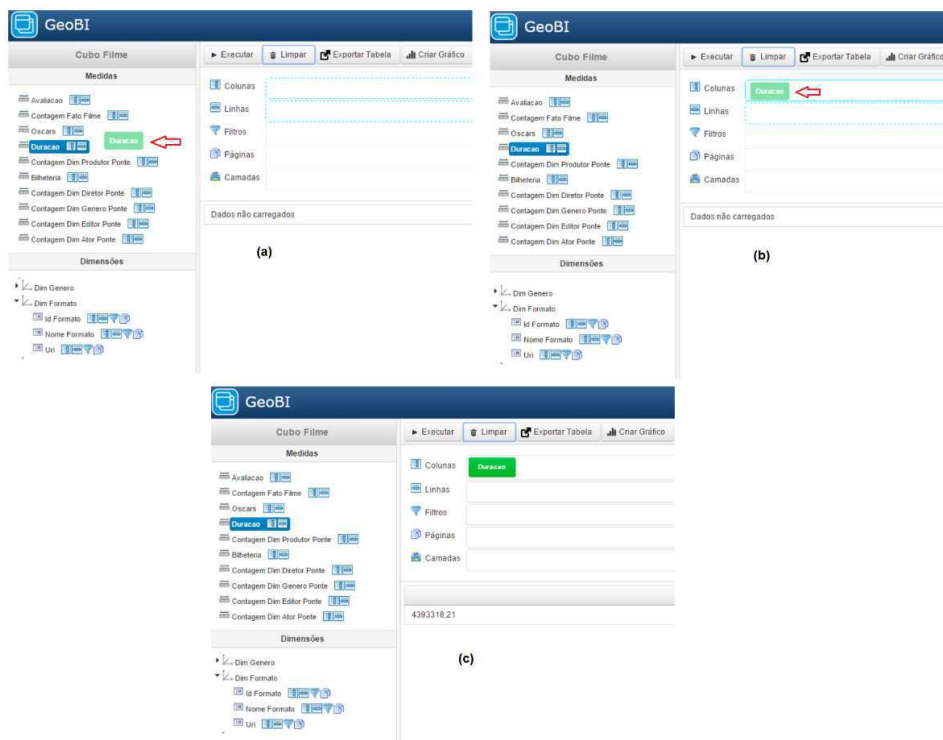 GeoBI
Cubo Filme
Executar Limpar Exportar Tabela Criar Gráfico
Medidas
Avaliacao
Contagem Fato Filme
Oscars
Duracao Duracao
Contagem Dim Produtor Ponte
Bilheteria
Contagem Dim Diretor Ponte
Contagem Dim Genero Ponte
Contagem Dim Editor Ponte
Contagem Dim Ator Ponte
Dimensões
Dim Genero
Dim Formato
Id Formato
Nome Formato
Uri
Colunas
Linhas
Filtros
Páginas
Camadas
Dados não carregados
(a)
GeoBI
Cubo Filme
Executar Limpar Exportar Tabela Criar Gráfico
Medidas
Avaliacao
Contagem Fato Filme
Oscars
Duracao
Contagem Dim Produtor Ponte
Bilheteria
Contagem Dim Diretor Ponte
Contagem Dim Genero Ponte
Contagem Dim Editor Ponte
Contagem Dim Ator Ponte
Dimensões
Dim Genero
Dim Formato
Id Formato
Nome Formato
Uri
Colunas Duracao
Linhas
Filtros
Páginas
Camadas
Dados não carregados
(b)
GeoBI
Cubo Filme
Executar Limpar Exportar Tabela Criar Gráfico
Medidas
Avaliacao
Contagem Fato Filme
Oscars
Duracao
Contagem Dim Produtor Ponte
Bilheteria
Contagem Dim Diretor Ponte
Contagem Dim Genero Ponte
Contagem Dim Editor Ponte
Contagem Dim Ator Ponte
Dimensões
Dim Genero
Dim Formato
Id Formato
Nome Formato
Uri
Colunas Duracao
Linhas
Filtros
Páginas
Camadas
4393318,21
(c)